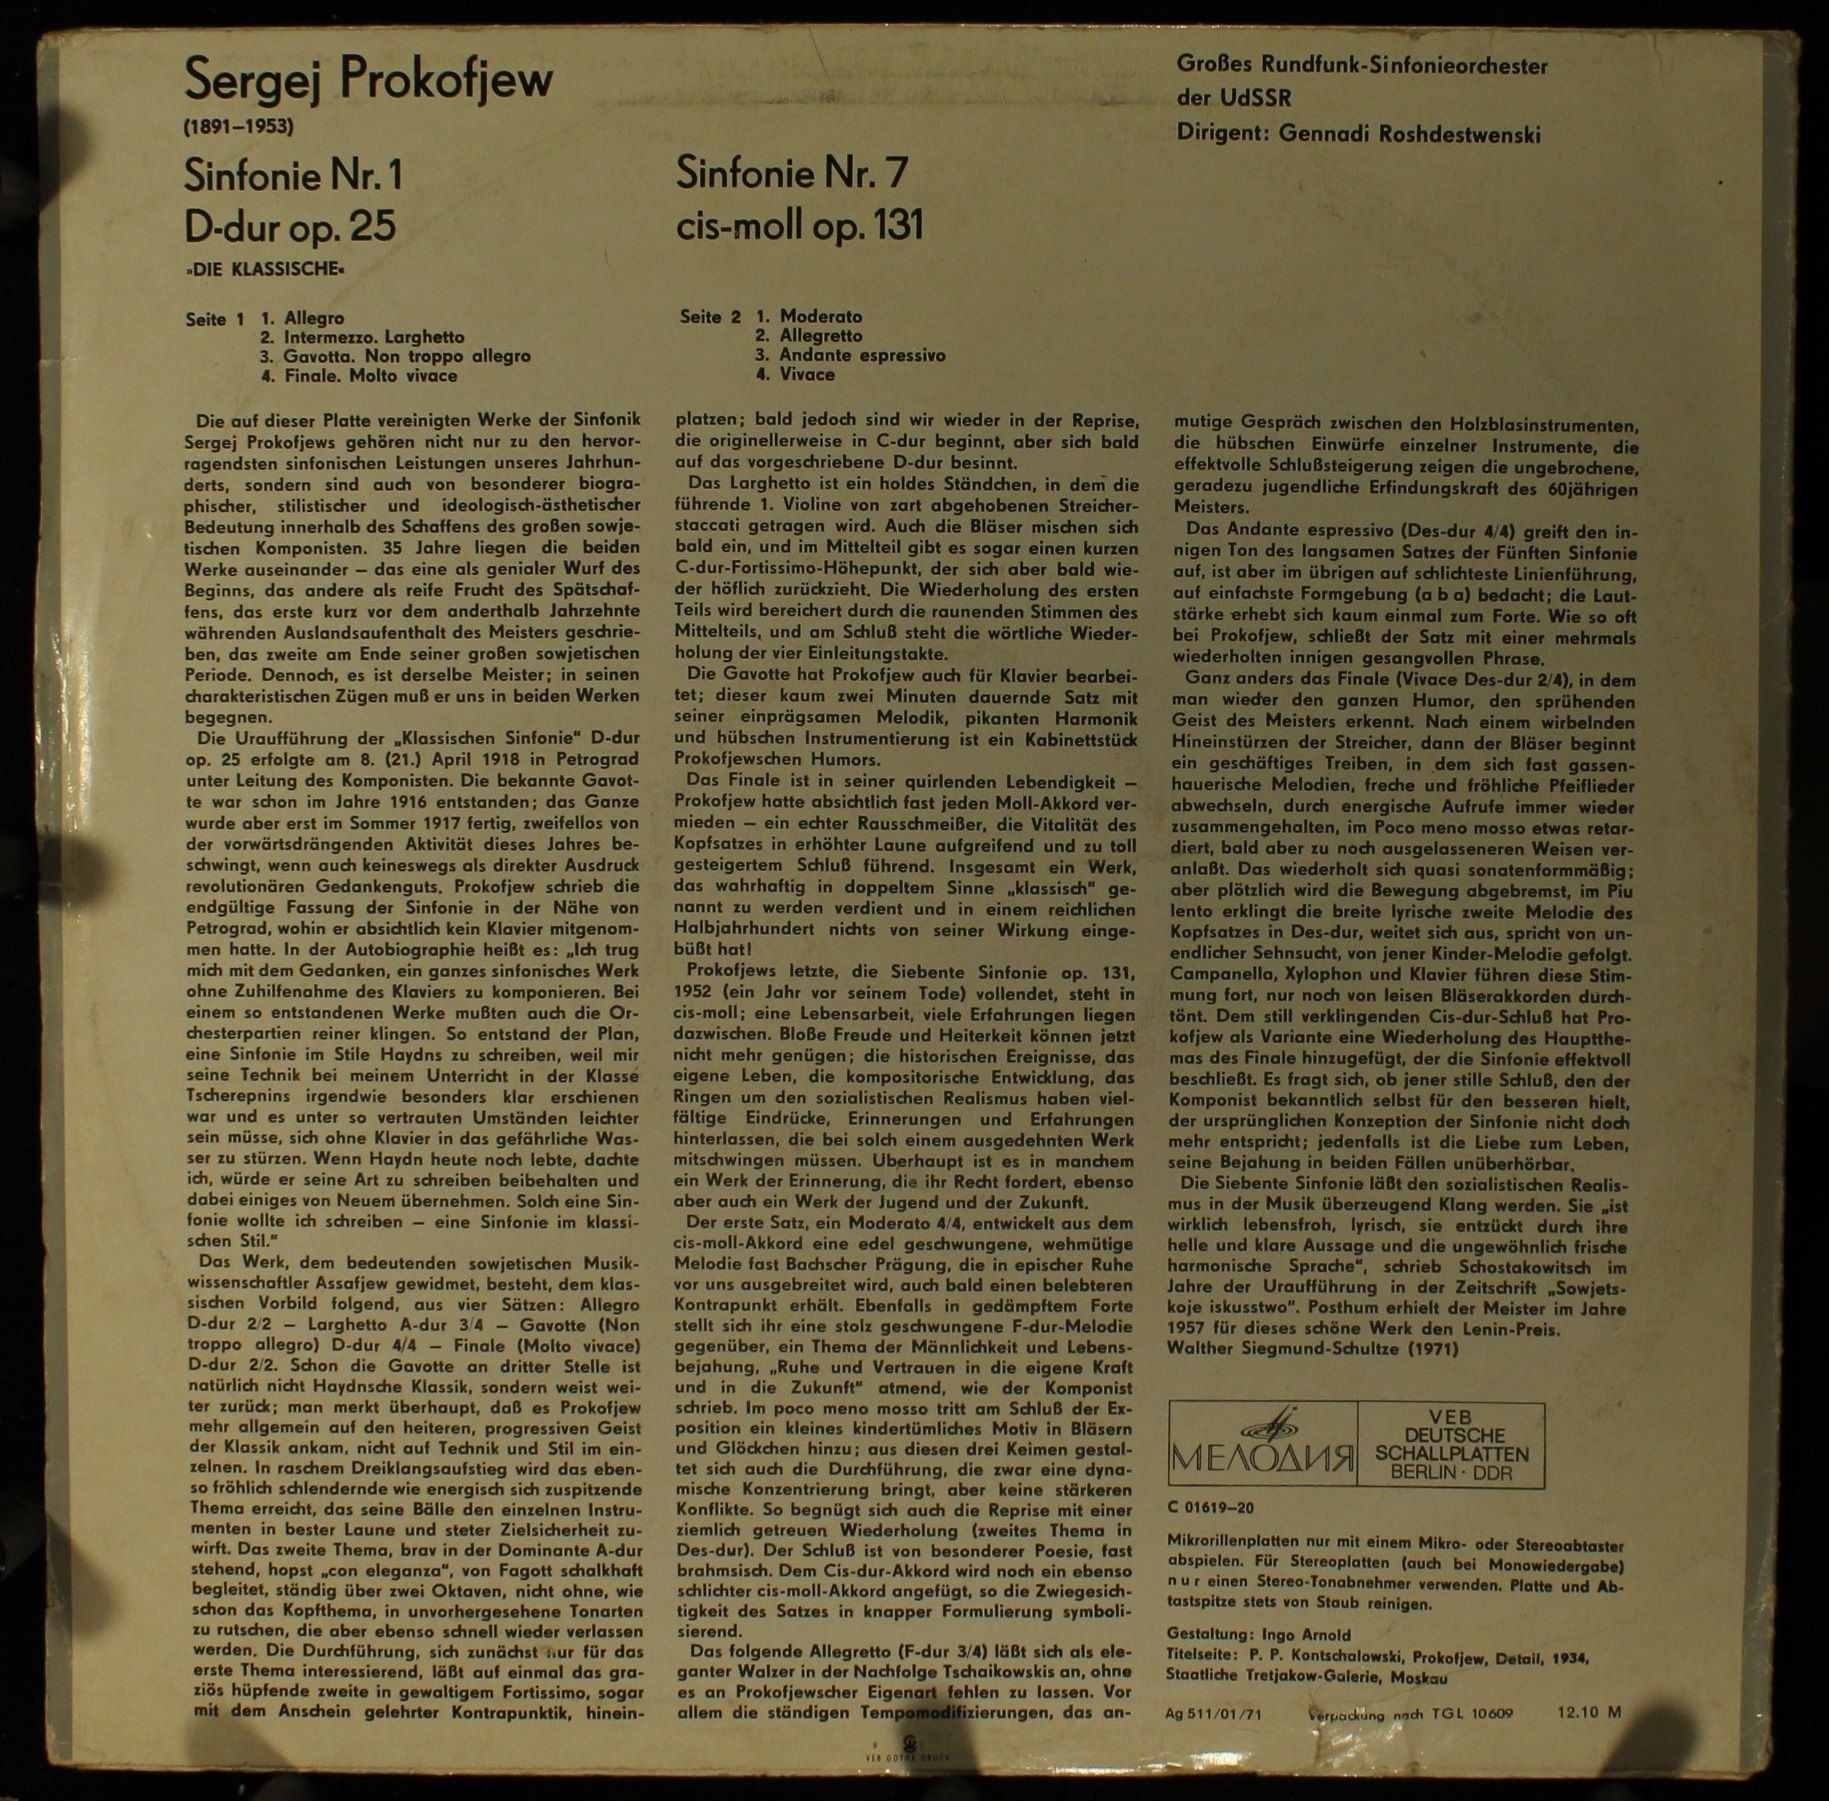 Sergej Prokofjew
(1891–1953)
Sinfonie Nr. 1
D-dur op. 25
»DIE KLASSISCHE«
Seite 1 1. Allegro
2. Intermezzo. Larghetto
3. Gavotta. Non troppo allegro
4. Finale. Molto vivace
Sinfonie Nr. 7
cis-moll op. 131
Seite 2 1. Moderato
2. Allegretto
3. Andante espressivo
4. Vivace
Großes Rundfunk-Sinfonieorchester
der UdSSR
Dirigent: Gennadi Roshdestwenski
Die auf dieser Platte vereinigten Werke der Sinfonik
Sergej Prokofjews gehören nicht nur zu den hervor-
ragendsten sinfonischen Leistungen unseres Jahrhun-
derts, sondern sind auch von besonderer biogra-
phischer, stilistischer und ideologisch-ästhetischer
Bedeutung innerhalb des Schaffens des großen sowje-
tischen Komponisten. 35 Jahre liegen die beiden
Werke auseinander – das eine als genialer Wurf des
Beginns, das andere als reife Frucht des Spätschaf-
fens, das erste kurz vor dem anderthalb Jahrzehnte
währenden Auslandsaufenthalt des Meisters geschrie-
ben, das zweite am Ende seiner großen sowjetischen
Periode. Dennoch, es ist derselbe Meister; in seinen
charakteristischen Zügen muß er uns in beiden Werken
begegnen.
Die Uraufführung der „Klassischen Sinfonie“ D-dur
op. 25 erfolgte am 8. (21.) April 1918 in Petrograd
unter Leitung des Komponisten. Die bekannte Gavot-
te war schon im Jahre 1916 entstanden; das Ganze
wurde aber erst im Sommer 1917 fertig, zweifellos von
der vorwärtsdrängenden Aktivität dieses Jahres be-
schwingt, wenn auch keineswegs als direkter Ausdruck
revolutionären Gedankenguts. Prokofjew schrieb die
endgültige Fassung der Sinfonie in der Nähe von
Petrograd, wohin er absichtlich kein Klavier mitgenom-
men hatte. In der Autobiographie heißt es: „Ich trug
mich mit dem Gedanken, ein ganzes sinfonisches Werk
ohne Zuhilfenahme des Klaviers zu komponieren. Bei
einem so entstandenen Werke mußten auch die Or-
chesterpartien reiner klingen. So entstand der Plan,
eine Sinfonie im Stile Haydns zu schreiben, weil mir
seine Technik bei meinem Unterricht in der Klasse
Tscherepnins irgendwie besonders klar erschienen
war und es unter so vertrauten Umständen leichter
sein müsse, sich ohne Klavier in das gefährliche Was-
ser zu stürzen. Wenn Haydn heute noch lebte, dachte
ich, würde er seine Art zu schreiben beibehalten und
dabei einiges von Neuem übernehmen. Solch eine Sin-
fonie wollte ich schreiben – eine Sinfonie im klassi-
schen Stil.“
Das Werk, dem bedeutenden sowjetischen Musik-
wissenschaftler Assafjew gewidmet, besteht, dem klas-
sischen Vorbild folgend, aus vier Sätzen: Allegro
D-dur 2/2 – Larghetto A-dur 3/4 – Gavotte (Non
troppo allegro) D-dur 4/4 – Finale (Molto vivace)
D-dur 2/2. Schon die Gavotte an dritter Stelle ist
natürlich nicht Haydnsche Klassik, sondern weist wei-
ter zurück; man merkt überhaupt, daß es Prokofjew
mehr allgemein auf den heiteren, progressiven Geist
der Klassik ankam, nicht auf Technik und Stil im ein-
zelnen. In raschem Dreiklangsaufstieg wird das eben-
so fröhlich schlendernde wie energisch sich zuspitzende
Thema erreicht, das seine Bälle den einzelnen Instru-
menten in bester Laune und steter Zielsicherheit zu-
wirft. Das zweite Thema, brav in der Dominante A-dur
stehend, hopst „con eleganza“, von Fagott schalkhaft
begleitet, ständig über zwei Oktaven, nicht ohne, wie
schon das Kopfthema, in unvorhergesehene Tonarten
zu rutschen, die aber ebenso schnell wieder verlassen
werden. Die Durchführung, sich zunächst nur für das
erste Thema interessierend, läßt auf einmal das gra-
ziös hüpfende zweite in gewaltigem Fortissimo, sogar
mit dem Anschein gelehrter Kontrapunktik, hinein-
platzen; bald jedoch sind wir wieder in der Reprise,
die originellerweise in C-dur beginnt, aber sich bald
auf das vorgeschriebene D-dur besinnt.
Das Larghetto ist ein holdes Ständchen, in dem die
führende 1. Violine von zart abgehobenen Streicher-
staccati getragen wird. Auch die Bläser mischen sich
bald ein, und im Mittelteil gibt es sogar einen kurzen
C-dur-Fortissimo-Höhepunkt, der sich aber bald wie-
der höflich zurückzieht. Die Wiederholung des ersten
Teils wird bereichert durch die raunenden Stimmen des
Mittelteils, und am Schluß steht die wörtliche Wieder-
holung der vier Einleitungstakte.
Die Gavotte hat Prokofjew auch für Klavier bearbei-
tet; dieser kaum zwei Minuten dauernde Satz mit
seiner einprägsamen Melodik, pikanten Harmonik
und hübschen Instrumentierung ist ein Kabinettstück
Prokofjewschen Humors.
Das Finale ist in seiner quirlenden Lebendigkeit –
Prokofjew hatte absichtlich fast jeden Moll-Akkord ver-
mieden – ein echter Rausschmeißer, die Vitalität des
Kopfsatzes in erhöhter Laune aufgreifend und zu toll
gesteigertem Schluß führend. Insgesamt ein Werk,
das wahrhaftig in doppeltem Sinne „klassisch“ ge-
nannt zu werden verdient und in einem reichlichen
Halbjahrhundert nichts von seiner Wirkung einge-
büßt hat!
Prokofjews letzte, die Siebente Sinfonie op. 131,
1952 (ein Jahr vor seinem Tode) vollendet, steht in
cis-moll; eine Lebensarbeit, viele Erfahrungen liegen
dazwischen. Bloße Freude und Heiterkeit können jetzt
nicht mehr genügen; die historischen Ereignisse, das
eigene Leben, die kompositorische Entwicklung, das
Ringen um den sozialistischen Realismus haben viel-
fältige Eindrücke, Erinnerungen und Erfahrungen
hinterlassen, die bei solch einem ausgedehnten Werk
mitschwingen müssen. Uberhaupt ist es in manchem
ein Werk der Erinnerung, die ihr Recht fordert, ebenso
aber auch ein Werk der Jugend und der Zukunft.
Der erste Satz, ein Moderato 4/4, entwickelt aus dem
cis-moll-Akkord eine edel geschwungene, wehmütige
Melodie fast Bachscher Prägung, die in epischer Ruhe
vor uns ausgebreitet wird, auch bald einen belebteren
Kontrapunkt erhält. Ebenfalls in gedämpftem Forte
stellt sich ihr eine stolz geschwungene F-dur-Melodie
gegenüber, ein Thema der Männlichkeit und Lebens-
bejahung, „Ruhe und Vertrauen in die eigene Kraft
und in die Zukunft“ atmend, wie der Komponist
schrieb. Im poco meno mosso tritt am Schluß der Ex-
position ein kleines kindertümliches Motiv in Bläsern
und Glöckchen hinzu; aus diesen drei Keimen gestal-
tet sich auch die Durchführung, die zwar eine dyna-
mische Konzentrierung bringt, aber keine stärkeren
Konflikte. So begnügt sich auch die Reprise mit einer
ziemlich getreuen Wiederholung (zweites Thema in
Des-dur). Der Schluß ist von besonderer Poesie, fast
brahmsisch. Dem Cis-dur-Akkord wird noch ein ebenso
schlichter cis-moll-Akkord angefügt, so die Zwiegesich-
tigkeit des Satzes in knapper Formulierung symboli-
sierend.
Das folgende Allegretto (F-dur 3/4) läßt sich als ele-
ganter Walzer in der Nachfolge Tschaikowskis an, ohne
es an Prokofjewscher Eigenart fehlen zu lassen. Vor
allem die ständigen Tempomodifizierungen, das an-
mutige Gespräch zwischen den Holzblasinstrumenten,
die hübschen Einwürfe einzelner Instrumente, die
effektvolle Schlußsteigerung zeigen die ungebrochene,
geradezu jugendliche Erfindungskraft des 60jährigen
Meisters.
Das Andante espressivo (Des-dur 4/4) greift den in-
nigen Ton des langsamen Satzes der Fünften Sinfonie
auf, ist aber im übrigen auf schlichteste Linienführung,
auf einfachste Formgebung (a b a) bedacht; die Laut-
stärke erhebt sich kaum einmal zum Forte. Wie so oft
bei Prokofjew, schließt der Satz mit einer mehrmals
wiederholten innigen gesangvollen Phrase.
Ganz anders das Finale (Vivace Des-dur 2/4), in dem
man wieder den ganzen Humor, den sprühenden
Geist des Meisters erkennt. Nach einem wirbelnden
Hineinstürzen der Streicher, dann der Bläser beginnt
ein geschäftiges Treiben, in dem sich fast gassen-
hauerische Melodien, freche und fröhliche Pfeiflieder
abwechseln, durch energische Aufrufe immer wieder
zusammengehalten, im Poco meno mosso etwas retar-
diert, bald aber zu noch ausgelasseneren Weisen ver-
anlaßt. Das wiederholt sich quasi sonatenformmäßig;
aber plötzlich wird die Bewegung abgebremst, im Piu
lento erklingt die breite lyrische zweite Melodie des
Kopfsatzes in Des-dur, weitet sich aus, spricht von un-
endlicher Sehnsucht, von jener Kinder-Melodie gefolgt.
Campanella, Xylophon und Klavier führen diese Stim-
mung fort, nur noch von leisen Bläserakkorden durch-
tönt. Dem still verklingenden Cis-dur-Schluß hat Pro-
kofjew als Variante eine Wiederholung des Hauptthe-
mas des Finale hinzugefügt, der die Sinfonie effektvoll
beschließt. Es fragt sich, ob jener stille Schluß, den der
Komponist bekanntlich selbst für den besseren hielt,
der ursprünglichen Konzeption der Sinfonie nicht doch
mehr entspricht; jedenfalls ist die Liebe zum Leben,
seine Bejahung in beiden Fällen unüberhörbar.
Die Siebente Sinfonie läßt den sozialistischen Realis-
mus in der Musik überzeugend Klang werden. Sie „ist
wirklich lebensfroh, lyrisch, sie entzückt durch ihre
helle und klare Aussage und die ungewöhnlich frische
harmonische Sprache“, schrieb Schostakowitsch im
Jahre der Uraufführung in der Zeitschrift „Sowjets-
koje iskusstwo“. Posthum erhielt der Meister im Jahre
1957 für dieses schöne Werk den Lenin-Preis.
Walther Siegmund-Schultze (1971)
МЕЛОДИЯ
VEB
DEUTSCHE
SCHALLPLATTEN
BERLIN · DDR
C 01619–20
Mikrorillenplatten nur mit einem Mikro- oder Stereoabtaster
abspielen. Für Stereoplatten (auch bei Monowiedergabe)
nur einen Stereo-Tonabnehmer verwenden. Platte und Ab-
tastspitze stets von Staub reinigen.
Gestaltung: Ingo Arnold
Titelseite: P. P. Kontschalowski, Prokofjew, Detail, 1934,
Staatliche Tretjakow-Galerie, Moskau
Ag 511/01/71 Verpackung nach TGL 10609 12.10 M
VEB GOTHA DRUCK